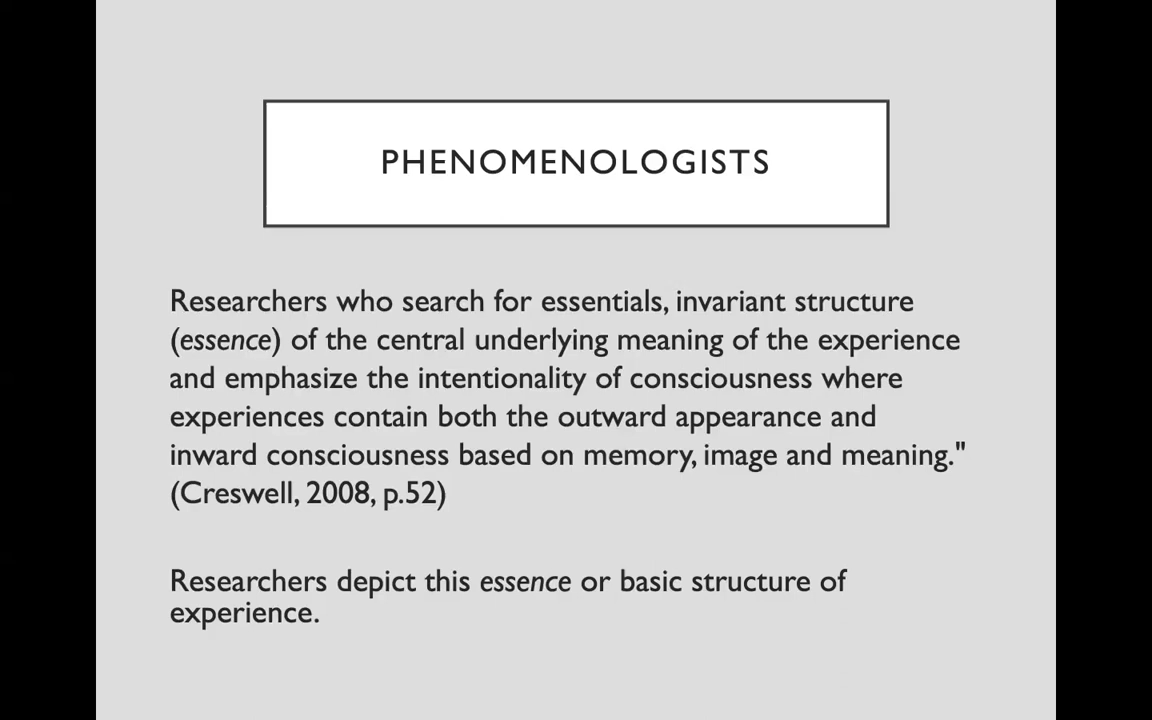 PHENOMENOLOGISTS
Researchers who search for essentials, invariant structure
(essence) of the central underlying meaning of the experience
and emphasize the intentionality of consciousness where
experiences contain both the outward appearance and
inward consciousness based on memory, image and meaning."
(Creswell, 2008, p.52)
Researchers depict this essence or basic structure of
experience.